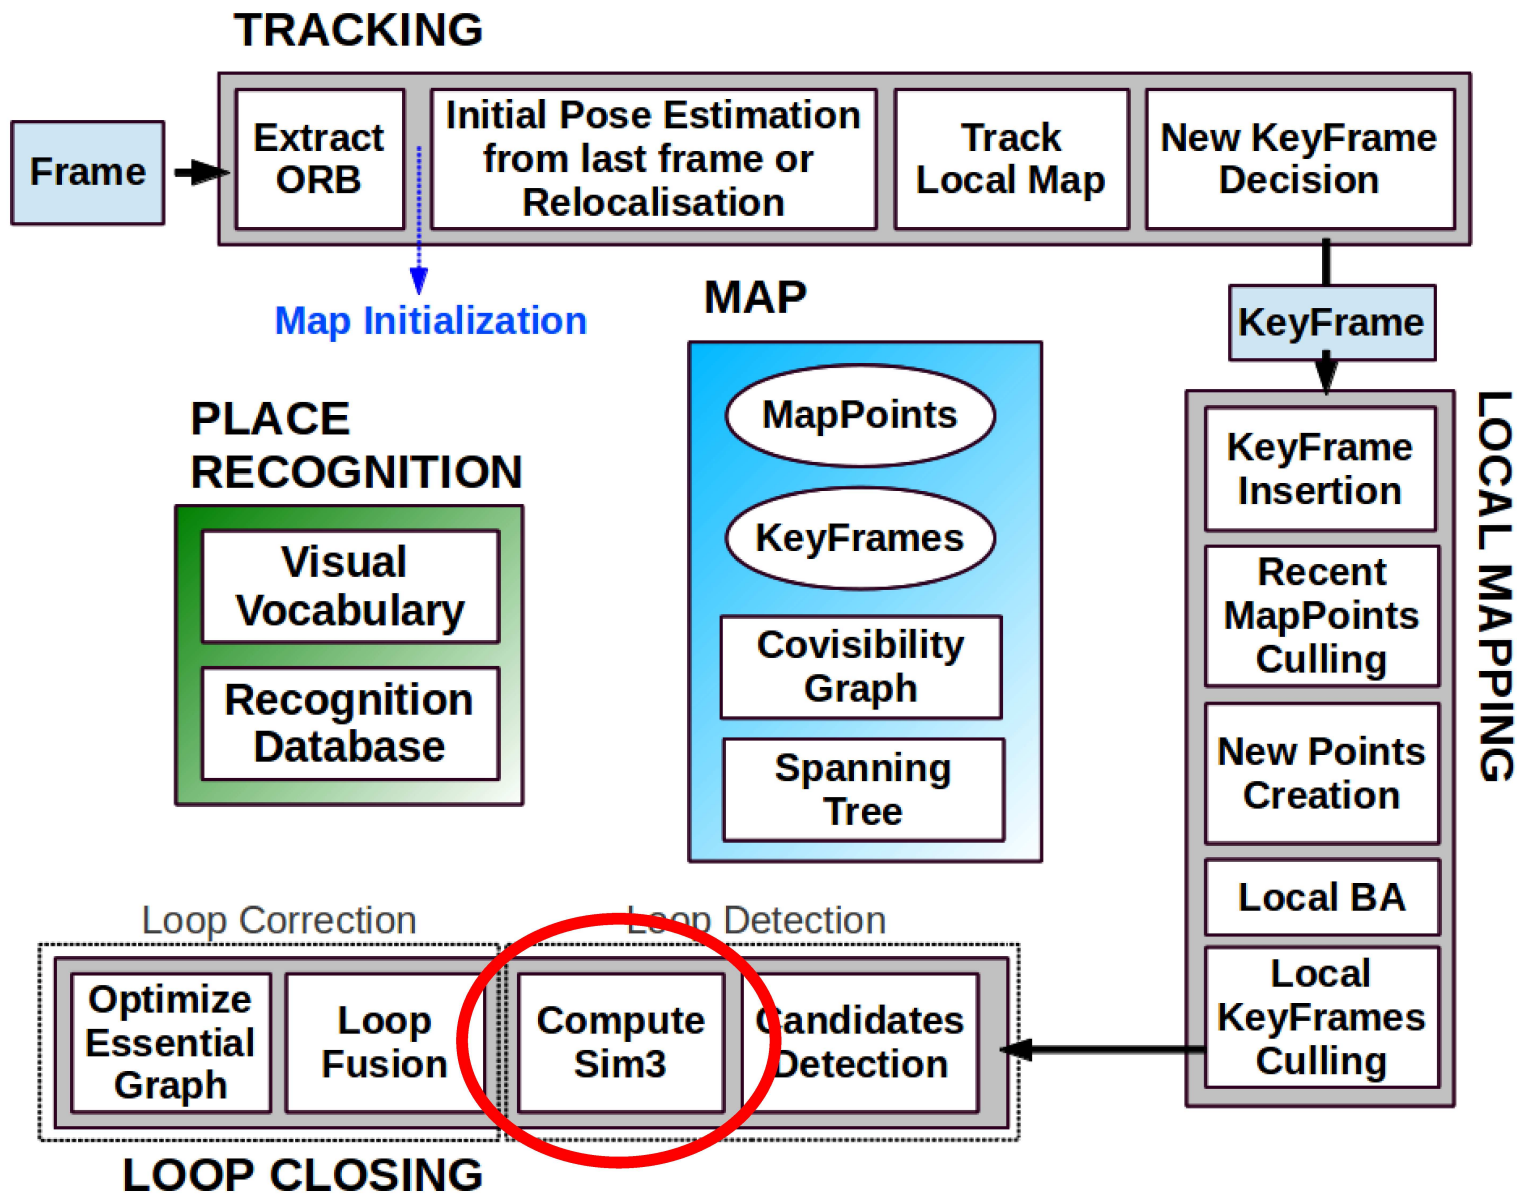 TRACKING
Frame
Extract
ORB
Initial Pose Estimation
from last frame or
Relocalisation
Track
Local Map
New KeyFrame
Decision
Map Initialization
MAP
KeyFrame
PLACE
RECOGNITION
Visual
Vocabulary
Recognition
Database
MapPoints
KeyFrames
Covisibility
Graph
Spanning
Tree
LOCAL MAPPING
KeyFrame
Insertion
Recent
MapPoints
Culling
New Points
Creation
Local BA
Local
KeyFrames
Culling
Loop Correction
Loop Detection
Optimize
Essential
Graph
Loop
Fusion
Compute
Sim3
Candidates
Detection
LOOP CLOSING